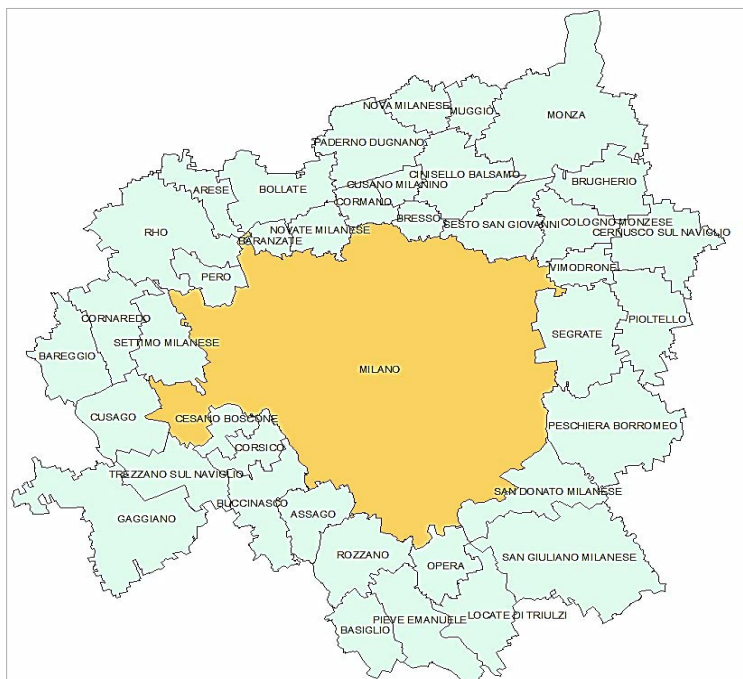 NOVA MILANESE
MUGGIÒ
MONZA
PADERNO DUGNANO
CINISELLO BALSAMO
BRUGHERIO
ARESE
BOLLATE
CUSANO MILANINO
CORMANO
BRESSO
SESTO SAN GIOVANNI
COLOGNO MONZESE
CERNUSCO SUL NAVIGLIO
RHO
NOVATE MILANESE
BARANZATE
PERO
VIMODRONE
CORNAREDO
PIOLTELLO
SEGRATE
SETTIMO MILANESE
BAREGGIO
MILANO
CUSAGO
CESANO BOSCONE
PESCHIERA BORROMEO
CORSICO
TREZZANO SUL NAVIGLIO
SAN DONATO MILANESE
BUCCINASCO
ASSAGO
GAGGIANO
ROZZANO
OPERA
SAN GIULIANO MILANESE
LOCATE DI TRIULZI
PIEVE EMANUELE
BASIGLIO